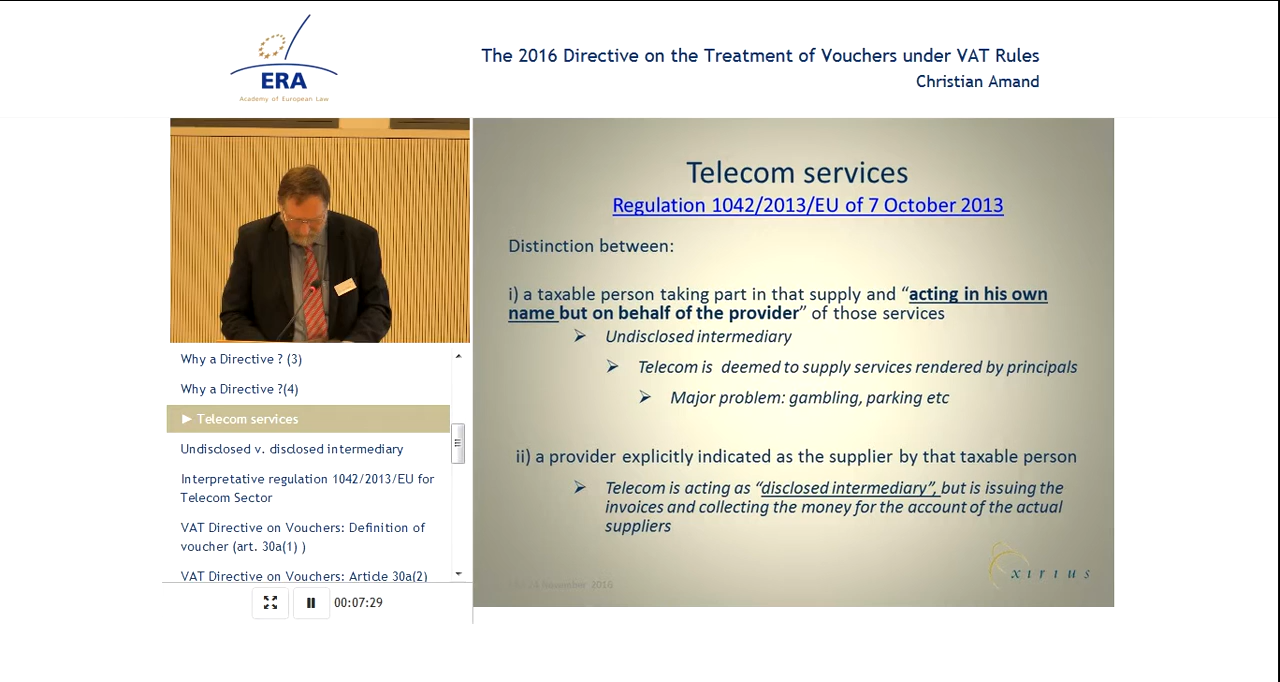 ERA
Academy of European Law
The 2016 Directive on the Treatment of Vouchers under VAT Rules
Christian Amand
Why a Directive ? (3)
Why a Directive ?(4)
► Telecom services
Undisclosed v. disclosed intermediary
Interpretative regulation 1042/2013/EU for
Telecom Sector
VAT Directive on Vouchers: Definition of
voucher (art. 30a(1) )
VAT Directive on Vouchers: Article 30a(2)
00:07:29
Telecom services
Regulation 1042/2013/EU of 7 October 2013
Distinction between:
i) a taxable person taking part in that supply and “acting in his own
name but on behalf of the provider” of those services
Undisclosed intermediary
Telecom is deemed to supply services rendered by principals
Major problem: gambling, parking etc
ii) a provider explicitly indicated as the supplier by that taxable person
Telecom is acting as “disclosed intermediary”, but is issuing the
invoices and collecting the money for the account of the actual
suppliers
2016
xirius